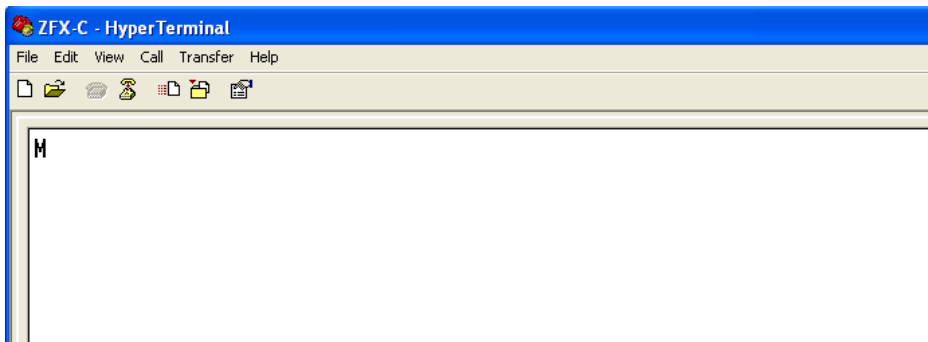 ZFX-C - HyperTerminal
File Edit View Call Transfer Help
M